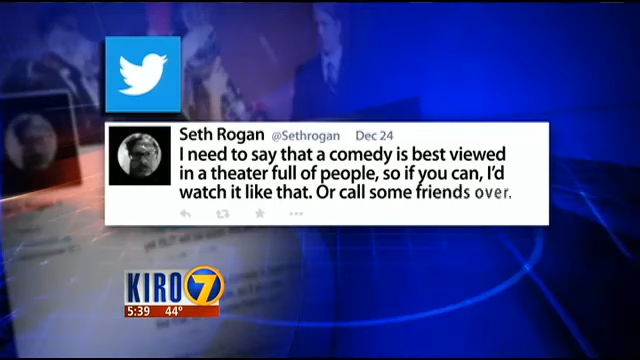 Seth Rogan @Sethrogan Dec 24
I need to say that a comedy is best viewed
in a theater full of people, so if you can, I'd
watch it like that. Or call some friends over.
KIRO 7
5:39 44°